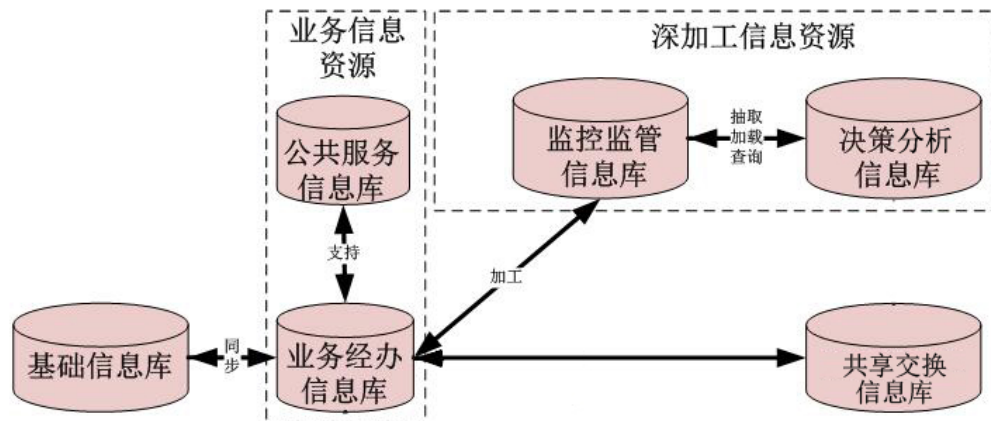 业务信息
资源
深加工信息资源
公共服务
信息库
监控监管
信息库
抽取
加载
查询
决策分析
信息库
支持
加工
基础信息库
同
步
业务经办
信息库
共享交换
信息库